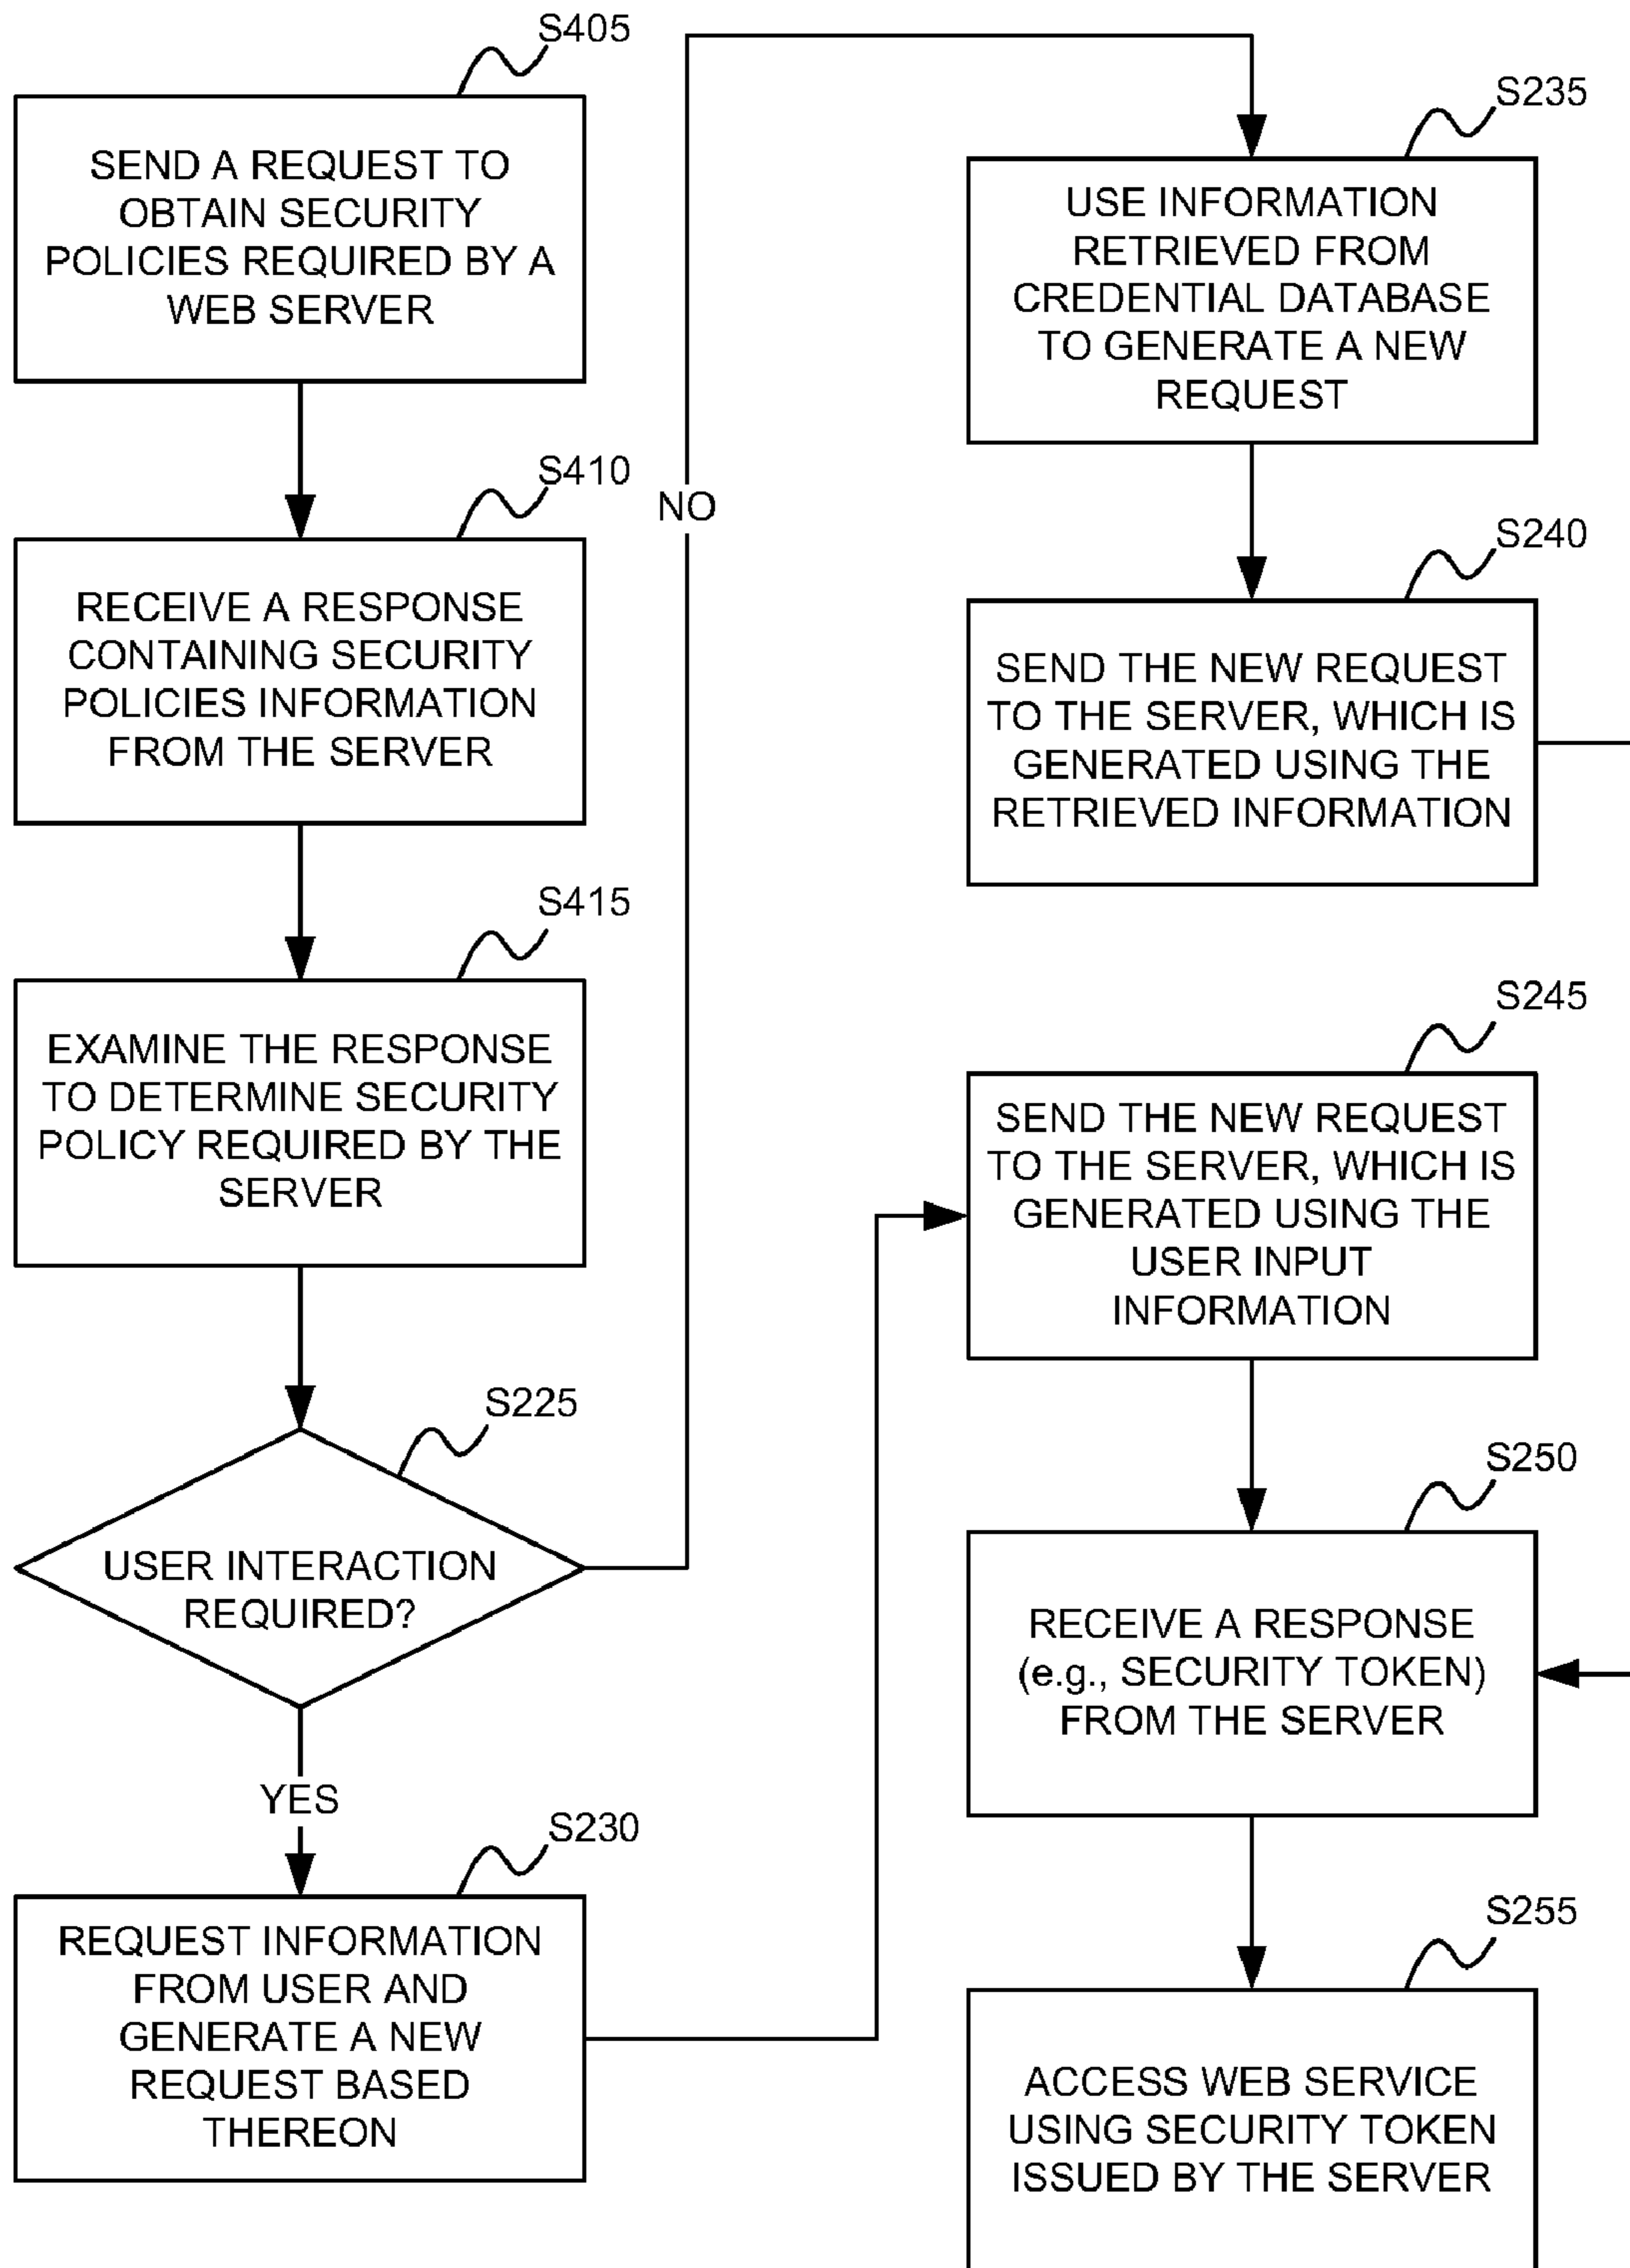 S405
SEND A REQUEST TO
OBTAIN SECURITY
POLICIES REQUIRED BY A
WEB SERVER
S410
RECEIVE A RESPONSE
CONTAINING SECURITY
POLICIES INFORMATION
FROM THE SERVER
S415
EXAMINE THE RESPONSE
TO DETERMINE SECURITY
POLICY REQUIRED BY THE
SERVER
S225
USER INTERACTION
REQUIRED?
NO
YES
S230
REQUEST INFORMATION
FROM USER AND
GENERATE A NEW
REQUEST BASED
THEREON
S235
USE INFORMATION
RETRIEVED FROM
CREDENTIAL DATABASE
TO GENERATE A NEW
REQUEST
S240
SEND THE NEW REQUEST
TO THE SERVER, WHICH IS
GENERATED USING THE
RETRIEVED INFORMATION
S245
SEND THE NEW REQUEST
TO THE SERVER, WHICH IS
GENERATED USING THE
USER INPUT
INFORMATION
S250
RECEIVE A RESPONSE
(e.g., SECURITY TOKEN)
FROM THE SERVER
S255
ACCESS WEB SERVICE
USING SECURITY TOKEN
ISSUED BY THE SERVER